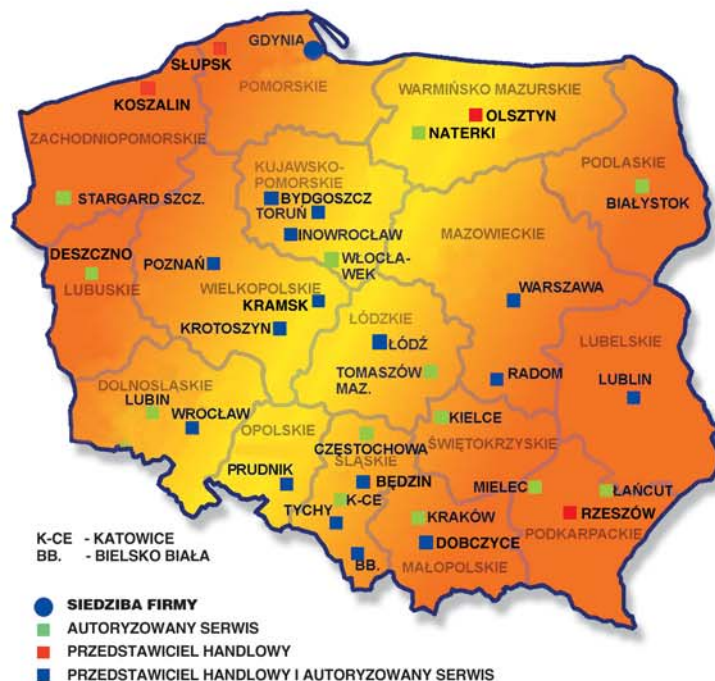 GDYNIA
SŁUPSK
POMORSKIE
KOSZALIN
WARMIŃSKO MAZURSKIE
OLSZTYN
NATERKI
ZACHODNIOPOMORSKIE
KUJAWSKO-
POMORSKIE
PODLASKIE
BIAŁYSTOK
STARGARD SZCZ.
BYDGOSZCZ
TORUŃ
INOWROCŁAW
MAZOWIECKIE
DESZCZNO
LUBUSKIE
POZNAŃ
WŁOCŁA-
WEK
WIELKOPOLSKIE
KRAMSK
WARSZAWA
KROTOSZYN
ŁÓDZKIE
ŁÓDŹ
LUBELSKIE
TOMASZÓW
MAZ.
RADOM
LUBLIN
DOLNOSLĄSKIE
LUBIN
WROCŁAW
OPOLSKIE
KIELCE
CZĘSTOCHOWA
ŚWIĘTOKRZYSKIE
ŚLĄSKIE
PRUDNIK
BĘDZIN
MIELEC
ŁAŃCUT
K-CE
TYCHY
KRAKÓW
RZESZÓW
PODKARPACKIE
DOBCZYCE
BB.
MAŁOPOLSKIE
K-CE - KATOWICE
BB. - BIELSKO BIAŁA
SIEDZIBA FIRMY
AUTORYZOWANY SERWIS
PRZEDSTAWICIEL HANDLOWY
PRZEDSTAWICIEL HANDLOWY I AUTORYZOWANY SERWIS